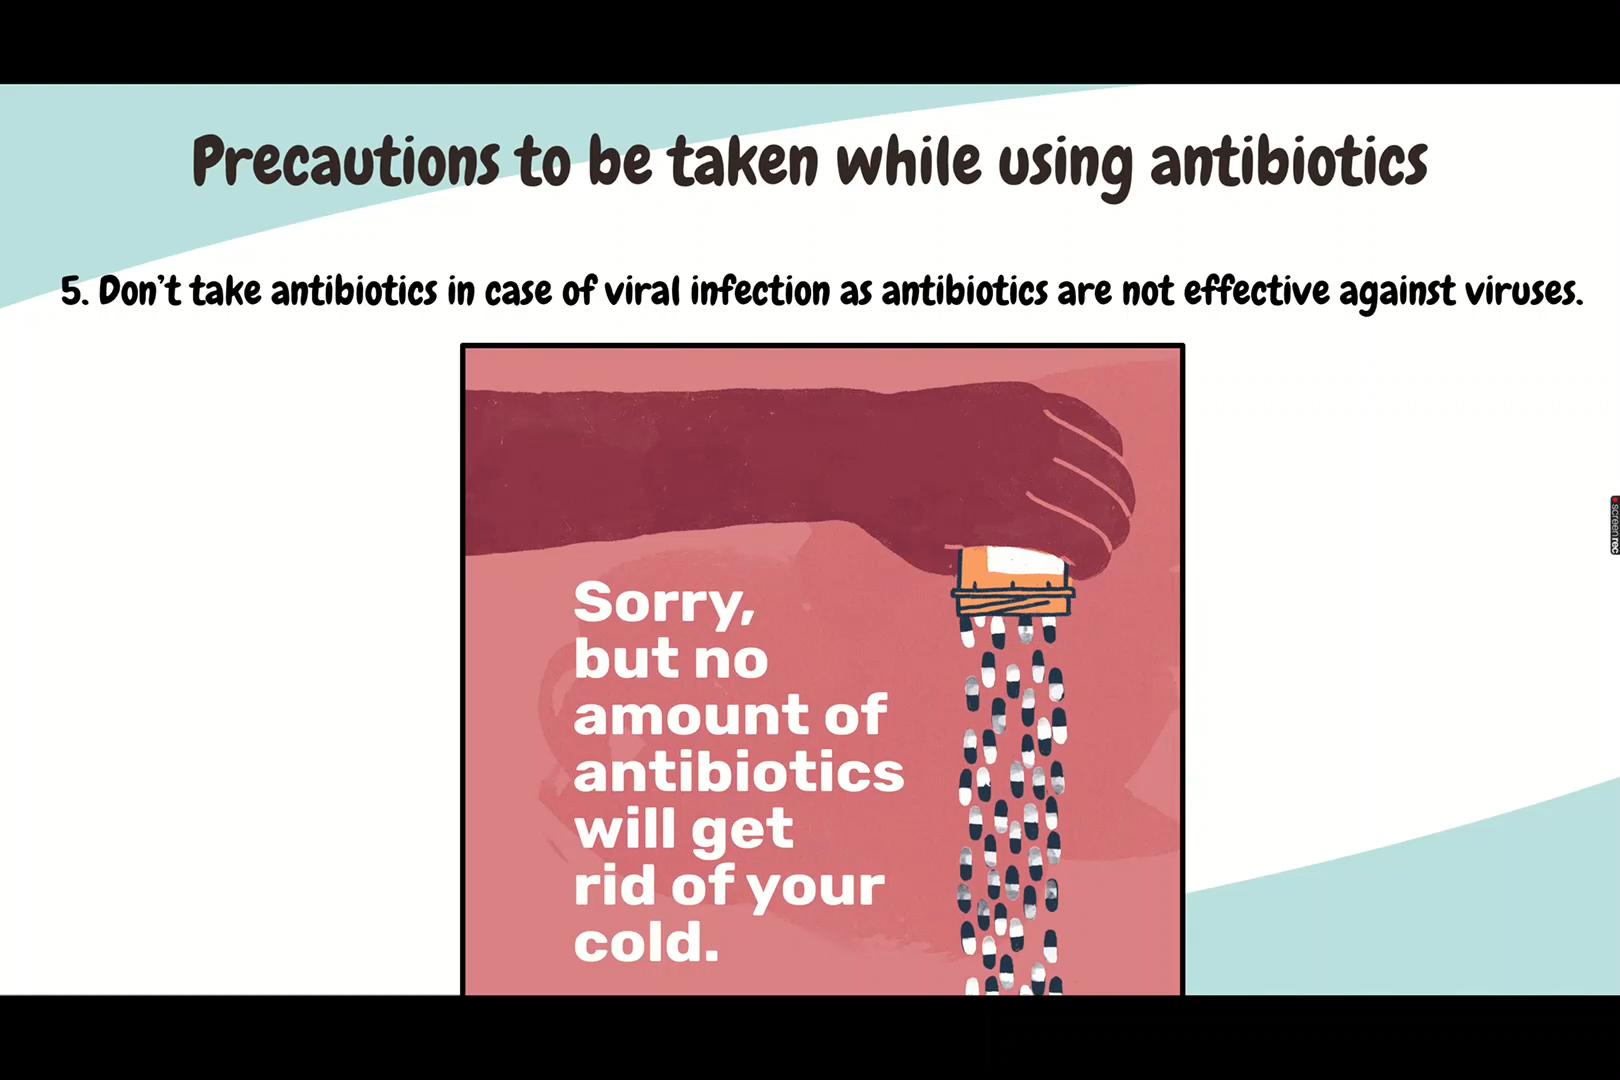 Precautions to be taken while using antibiotics
5. Don't take antibiotics in case of viral infection as antibiotics are not effective against viruses.
Sorry,
but no
amount of
antibiotics
will get
rid of your
cold.
screenrec